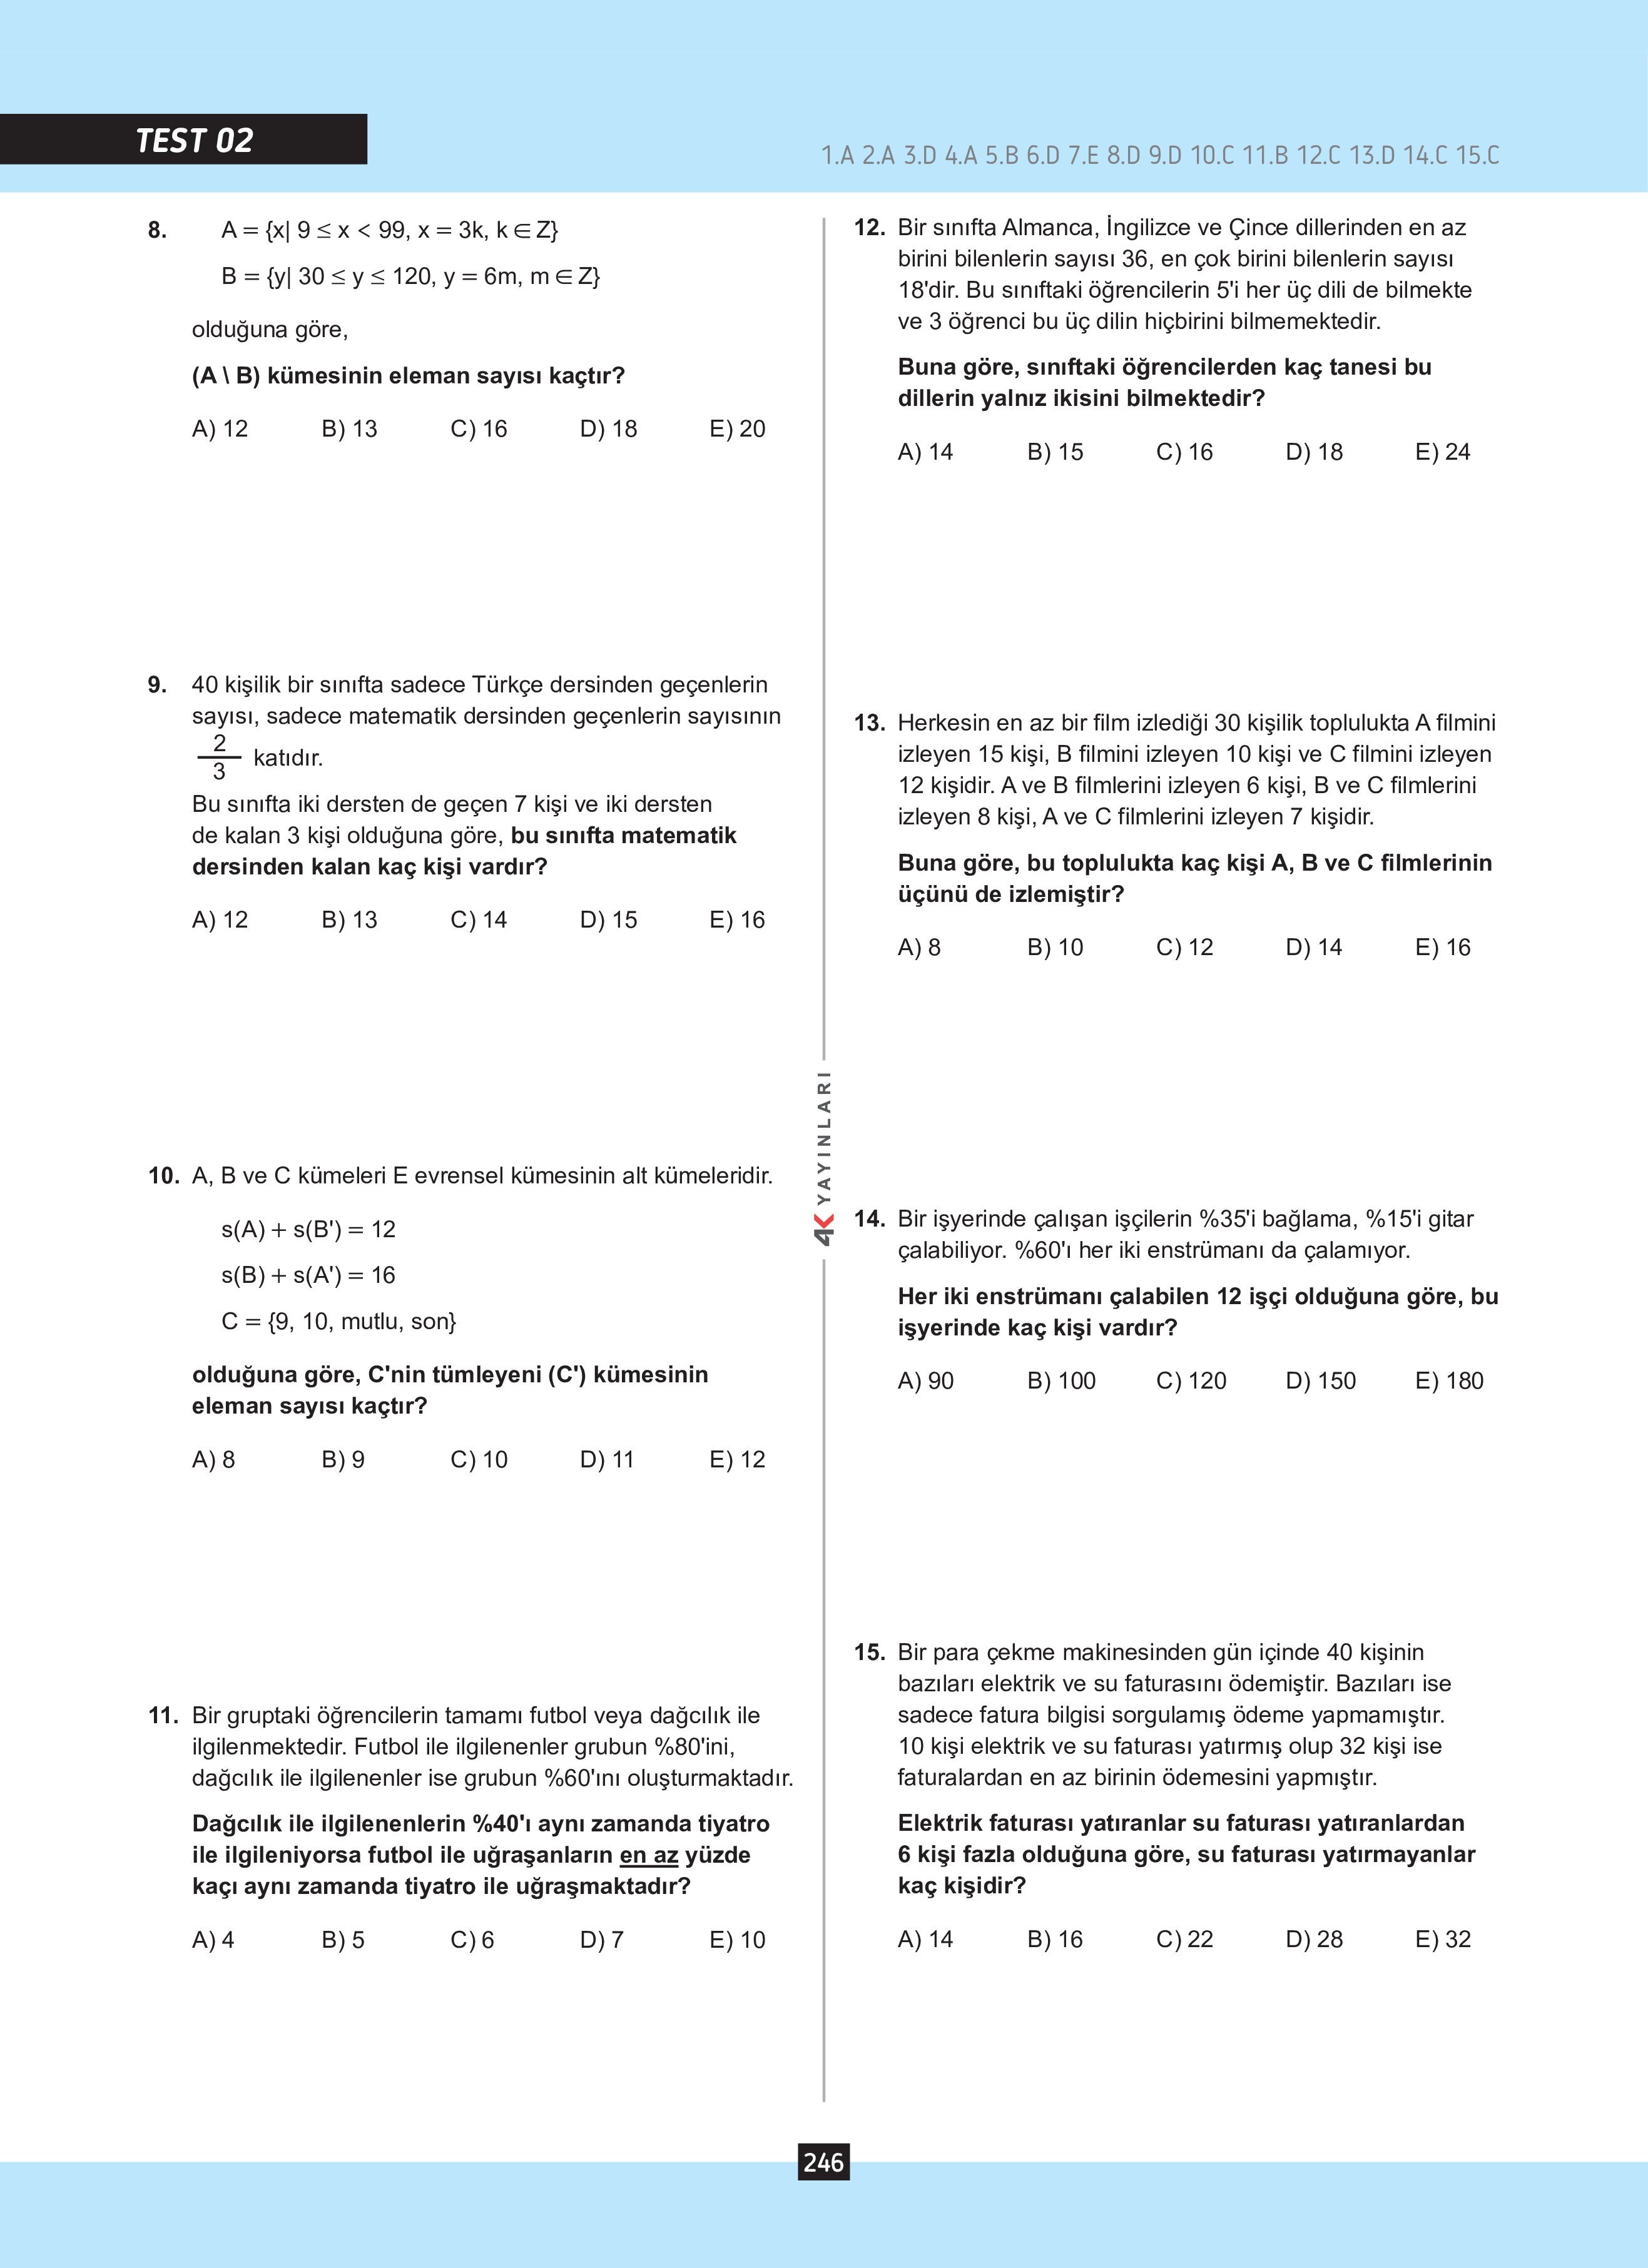 TEST 02
1.A 2.A 3.D 4.A 5.B 6.D 7.E 8.D 9.D 10.C 11.B 12.C 13.D 14.C 15.C
8. A = {x| 9 ≤ x < 99, x = 3k, k ∈ Z}
B = {y| 30 ≤ y ≤ 120, y = 6m, m ∈ Z}
olduğuna göre,
(A \ B) kümesinin eleman sayısı kaçtır?
A) 12 B) 13 C) 16 D) 18 E) 20
9. 40 kişilik bir sınıfta sadece Türkçe dersinden geçenlerin
sayısı, sadece matematik dersinden geçenlerin sayısının
2/3 katıdır.
Bu sınıfta iki dersten de geçen 7 kişi ve iki dersten
de kalan 3 kişi olduğuna göre, bu sınıfta matematik
dersinden kalan kaç kişi vardır?
A) 12 B) 13 C) 14 D) 15 E) 16
10. A, B ve C kümeleri E evrensel kümesinin alt kümeleridir.
s(A) + s(B') = 12
s(B) + s(A') = 16
C = {9, 10, mutlu, son}
olduğuna göre, C'nin tümleyeni (C') kümesinin
eleman sayısı kaçtır?
A) 8 B) 9 C) 10 D) 11 E) 12
11. Bir gruptaki öğrencilerin tamamı futbol veya dağcılık ile
ilgilenmektedir. Futbol ile ilgilenenler grubun %80'ini,
dağcılık ile ilgilenenler ise grubun %60'ını oluşturmaktadır.
Dağcılık ile ilgilenenlerin %40'ı aynı zamanda tiyatro
ile ilgileniyorsa futbol ile uğraşanların en az yüzde
kaçı aynı zamanda tiyatro ile uğraşmaktadır?
A) 4 B) 5 C) 6 D) 7 E) 10
4K YAYINLARI
12. Bir sınıfta Almanca, İngilizce ve Çince dillerinden en az
birini bilenlerin sayısı 36, en çok birini bilenlerin sayısı
18'dir. Bu sınıftaki öğrencilerin 5'i her üç dili de bilmekte
ve 3 öğrenci bu üç dilin hiçbirini bilmemektedir.
Buna göre, sınıftaki öğrencilerden kaç tanesi bu
dillerin yalnız ikisini bilmektedir?
A) 14 B) 15 C) 16 D) 18 E) 24
13. Herkesin en az bir film izlediği 30 kişilik toplulukta A filmini
izleyen 15 kişi, B filmini izleyen 10 kişi ve C filmini izleyen
12 kişidir. A ve B filmlerini izleyen 6 kişi, B ve C filmlerini
izleyen 8 kişi, A ve C filmlerini izleyen 7 kişidir.
Buna göre, bu toplulukta kaç kişi A, B ve C filmlerinin
üçünü de izlemiştir?
A) 8 B) 10 C) 12 D) 14 E) 16
14. Bir işyerinde çalışan işçilerin %35'i bağlama, %15'i gitar
çalabiliyor. %60'ı her iki enstrümanı da çalamıyor.
Her iki enstrümanı çalabilen 12 işçi olduğuna göre, bu
işyerinde kaç kişi vardır?
A) 90 B) 100 C) 120 D) 150 E) 180
15. Bir para çekme makinesinden gün içinde 40 kişinin
bazıları elektrik ve su faturasını ödemiştir. Bazıları ise
sadece fatura bilgisi sorgulamış ödeme yapmamıştır.
10 kişi elektrik ve su faturası yatırmış olup 32 kişi ise
faturalardan en az birinin ödemesini yapmıştır.
Elektrik faturası yatıranlar su faturası yatıranlardan
6 kişi fazla olduğuna göre, su faturası yatırmayanlar
kaç kişidir?
A) 14 B) 16 C) 22 D) 28 E) 32
246